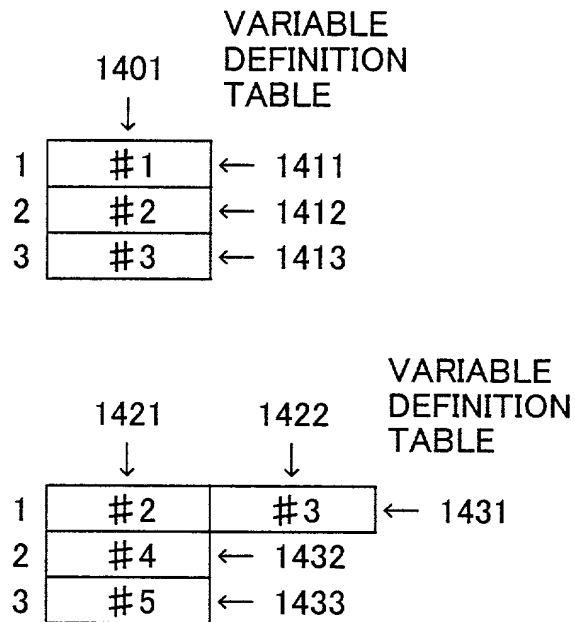 VARIABLE
DEFINITION
TABLE
1401
↓
1 #1 ← 1411
2 #2 ← 1412
3 #3 ← 1413
VARIABLE
DEFINITION
TABLE
1421 1422
↓ ↓
1 #2 #3 ← 1431
2 #4 ← 1432
3 #5 ← 1433